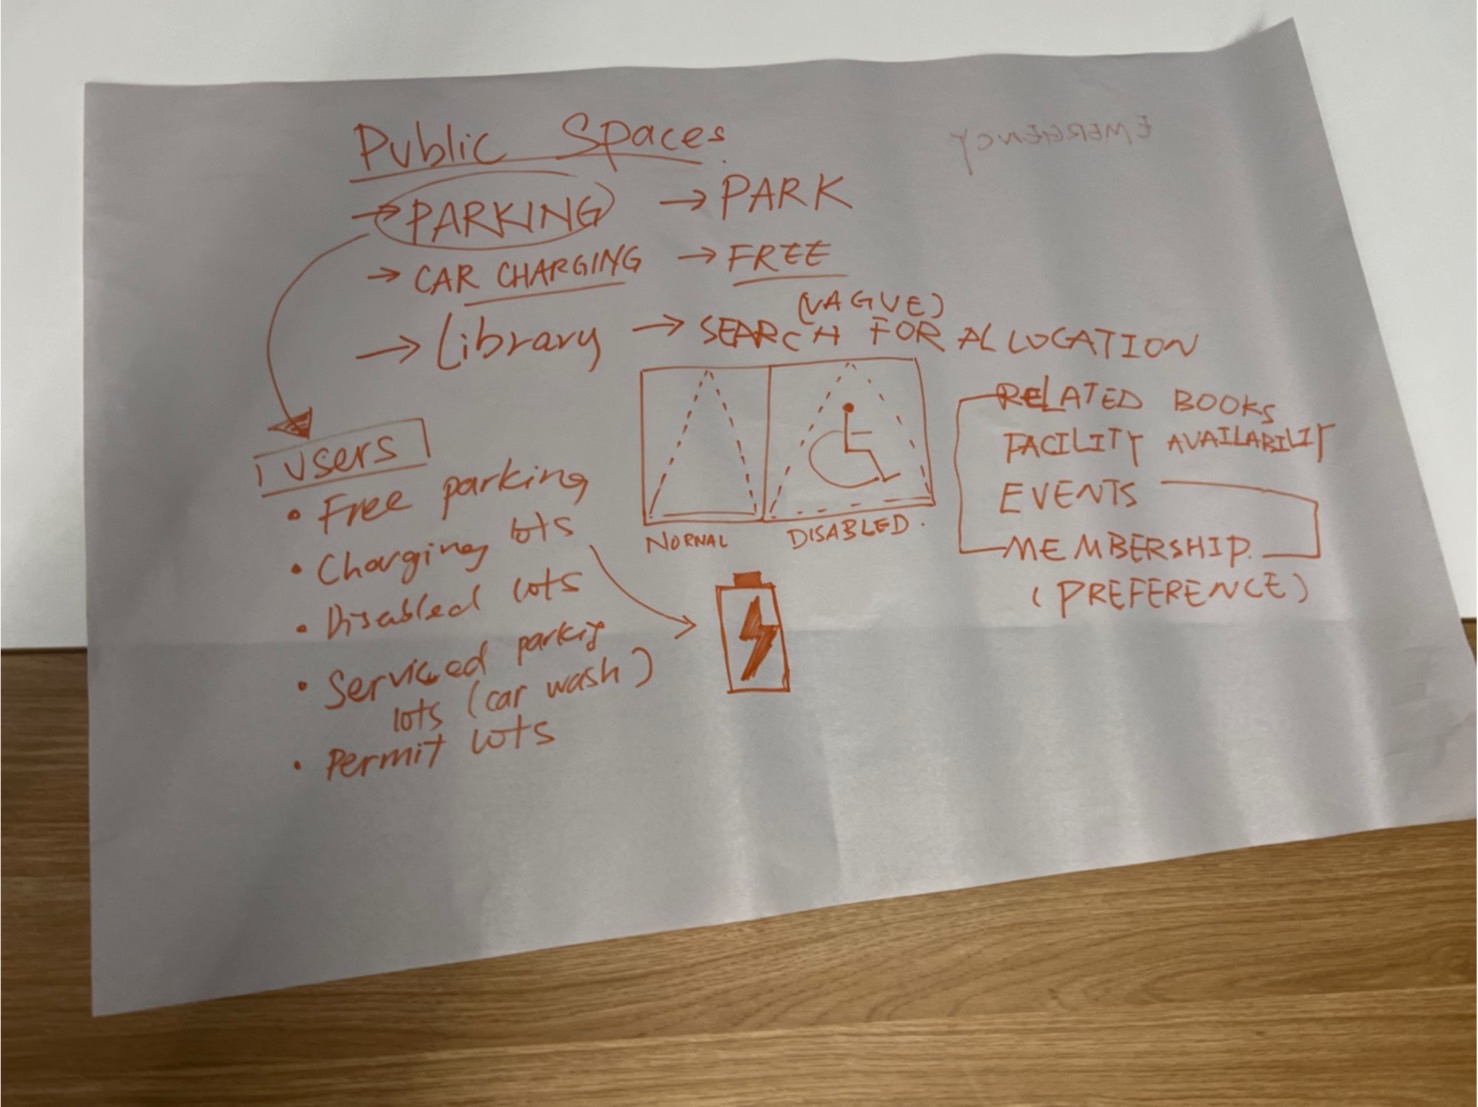 Public Spaces.
→ PARKING → PARK
→ CAR CHARGING → FREE
(VAGUE)
→ Library → SEARCH FOR ALLOCATION
RELATED BOOKS
FACILITY AVAILABILITY
EVENTS
MEMBERSHIP.
(PREFERENCE)
NORMAL
DISABLED.
Users
• Free parking
lots
• Charging lots
• Disabled lots
• Serviced parking
lots (car wash)
• Permit lots
EMERGENCY